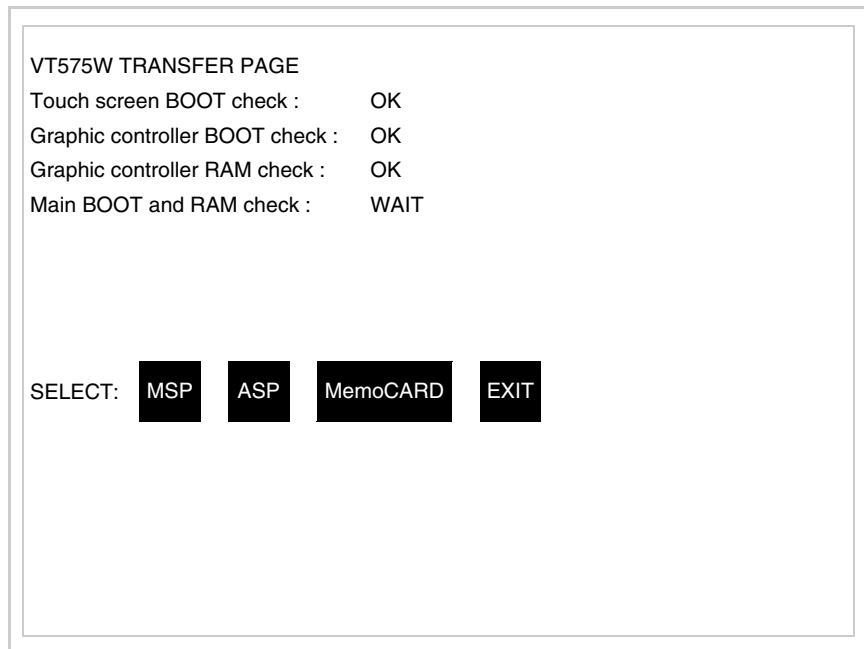 VT575W TRANSFER PAGE
Touch screen BOOT check : OK
Graphic controller BOOT check : OK
Graphic controller RAM check : OK
Main BOOT and RAM check : WAIT
SELECT: MSP ASP MemoCARD EXIT